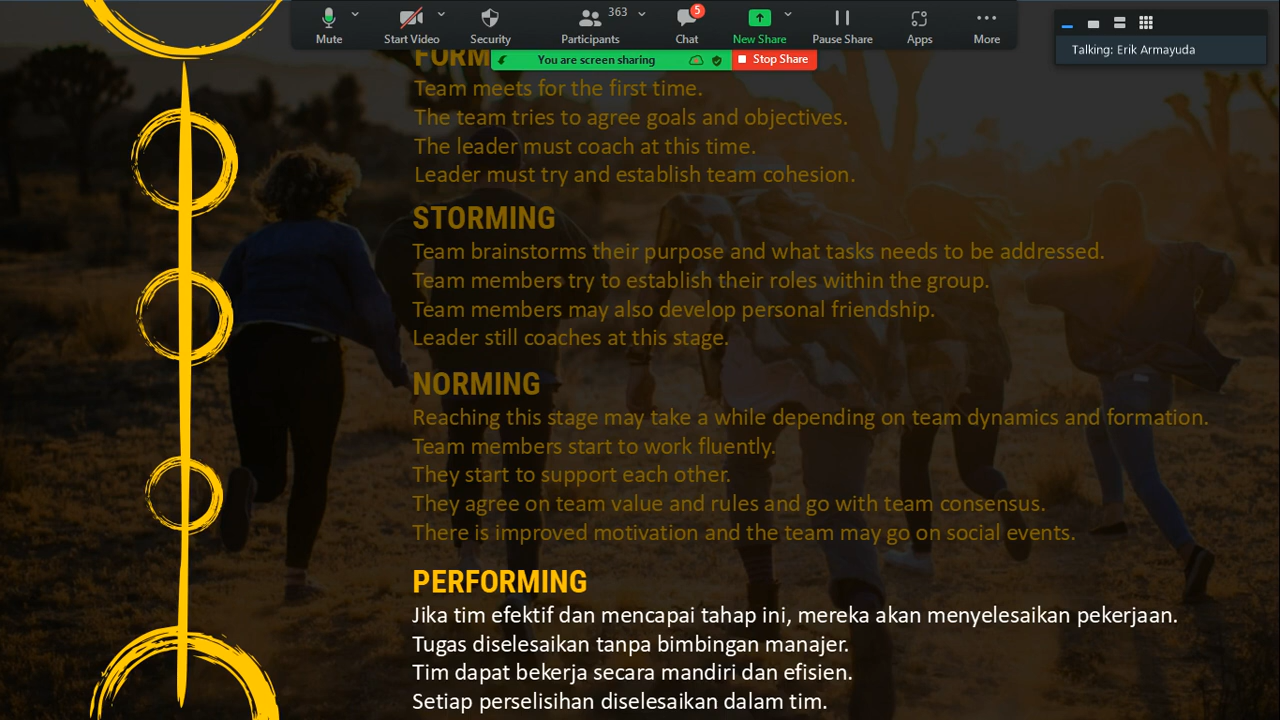 363
5
Mute
Start Video
Security
Participants
Chat
New Share
Pause Share
Apps
More
Talking: Erik Armayuda
You are screen sharing
Stop Share
FORM
Team meets for the first time.
The team tries to agree goals and objectives.
The leader must coach at this time.
Leader must try and establish team cohesion.
STORMING
Team brainstorms their purpose and what tasks needs to be addressed.
Team members try to establish their roles within the group.
Team members may also develop personal friendship.
Leader still coaches at this stage.
NORMING
Reaching this stage may take a while depending on team dynamics and formation.
Team members start to work fluently.
They start to support each other.
They agree on team value and rules and go with team consensus.
There is improved motivation and the team may go on social events.
PERFORMING
Jika tim efektif dan mencapai tahap ini, mereka akan menyelesaikan pekerjaan.
Tugas diselesaikan tanpa bimbingan manajer.
Tim dapat bekerja secara mandiri dan efisien.
Setiap perselisihan diselesaikan dalam tim.